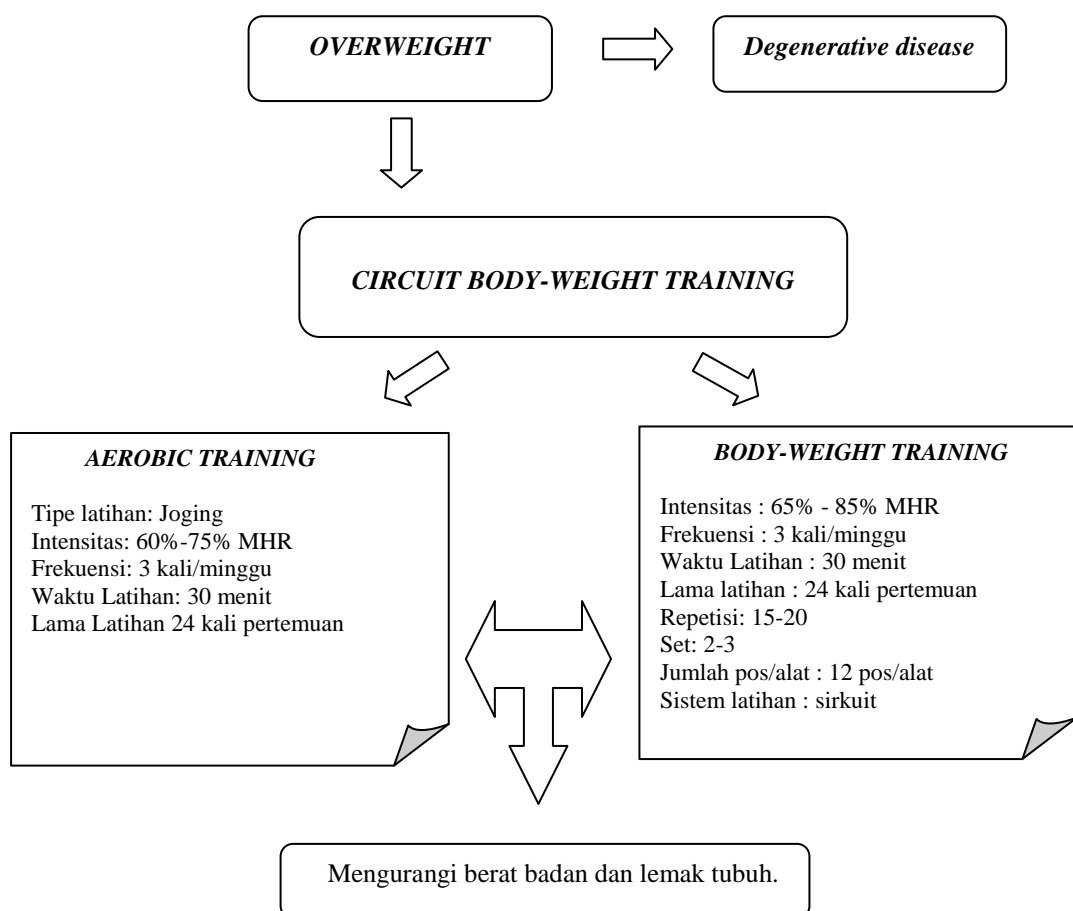 OVERWEIGHT
Degenerative disease
CIRCUIT BODY-WEIGHT TRAINING
AEROBIC TRAINING
Tipe latihan: Joging
Intensitas: 60%-75% MHR
Frekuensi: 3 kali/minggu
Waktu Latihan: 30 menit
Lama Latihan 24 kali pertemuan
BODY-WEIGHT TRAINING
Intensitas : 65% - 85% MHR
Frekuensi : 3 kali/minggu
Waktu Latihan : 30 menit
Lama latihan : 24 kali pertemuan
Repetisi: 15-20
Set: 2-3
Jumlah pos/alat : 12 pos/alat
Sistem latihan : sirkuit
Mengurangi berat badan dan lemak tubuh.